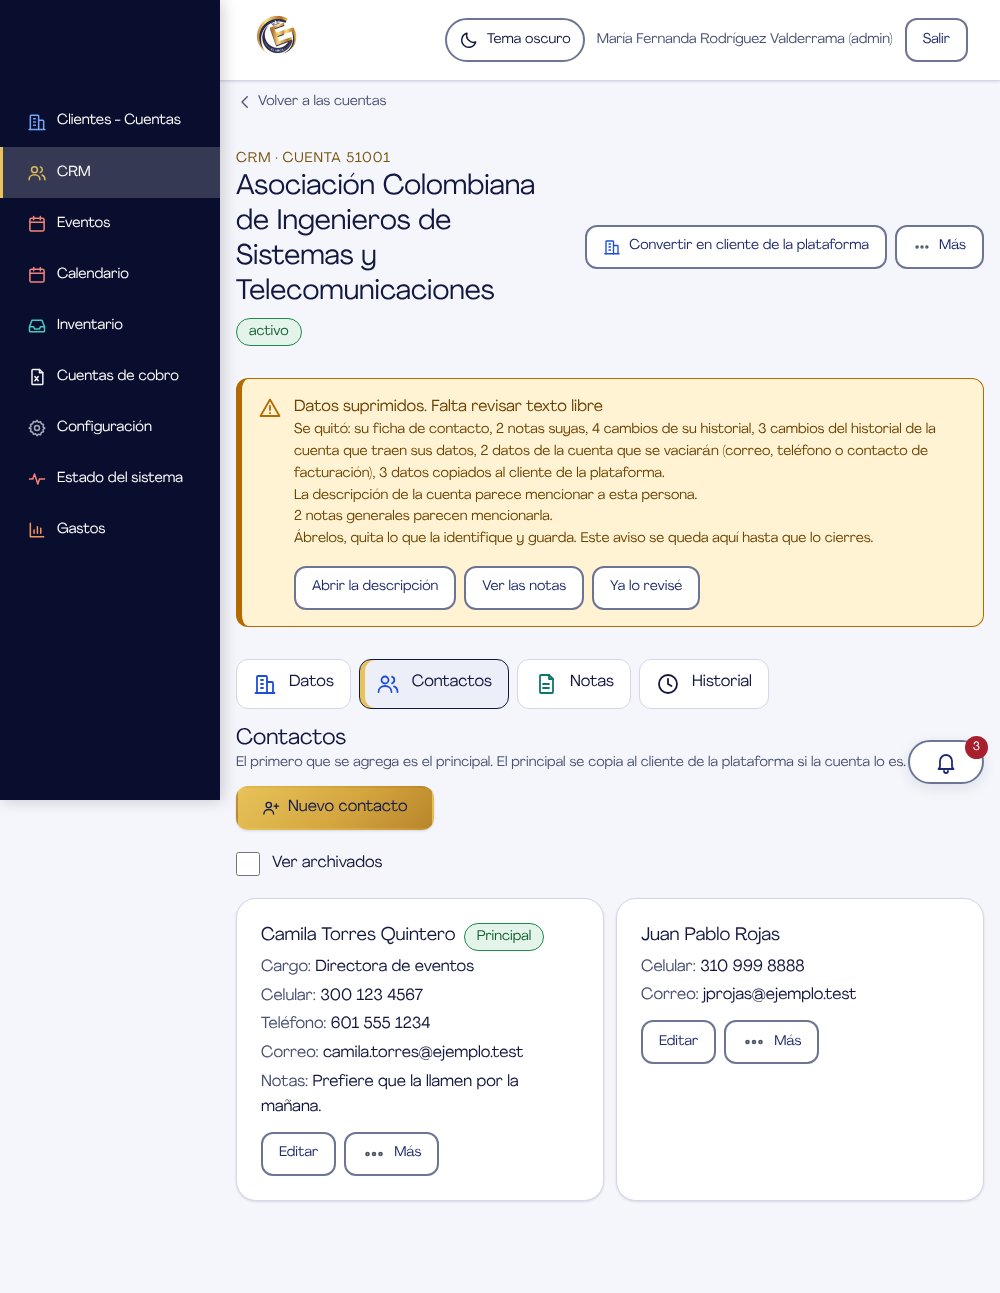 Tema oscuro
María Fernanda Rodríguez Valderrama (admin)
Salir
Clientes - Cuentas
CRM
Eventos
Calendario
Inventario
Cuentas de cobro
Configuración
Estado del sistema
Gastos
Volver a las cuentas
CRM · CUENTA 51001
Asociación Colombiana
de Ingenieros de
Sistemas y
Telecomunicaciones
activo
Convertir en cliente de la plataforma
Más
Datos suprimidos. Falta revisar texto libre
Se quitó: su ficha de contacto, 2 notas suyas, 4 cambios de su historial, 3 cambios del historial de la
cuenta que traen sus datos, 2 datos de la cuenta que se vaciarán (correo, teléfono o contacto de
facturación), 3 datos copiados al cliente de la plataforma.
La descripción de la cuenta parece mencionar a esta persona.
2 notas generales parecen mencionarla.
Ábrelos, quita lo que la identifique y guarda. Este aviso se queda aquí hasta que lo cierres.
Abrir la descripción
Ver las notas
Ya lo revisé
Datos
Contactos
Notas
Historial
Contactos
El primero que se agrega es el principal. El principal se copia al cliente de la plataforma si la cuenta lo es.
3
Nuevo contacto
Ver archivados
Camila Torres Quintero
Principal
Cargo: Directora de eventos
Celular: 300 123 4567
Teléfono: 601 555 1234
Correo: camila.torres@ejemplo.test
Notas: Prefiere que la llamen por la
mañana.
Editar
Más
Juan Pablo Rojas
Celular: 310 999 8888
Correo: jprojas@ejemplo.test
Editar
Más